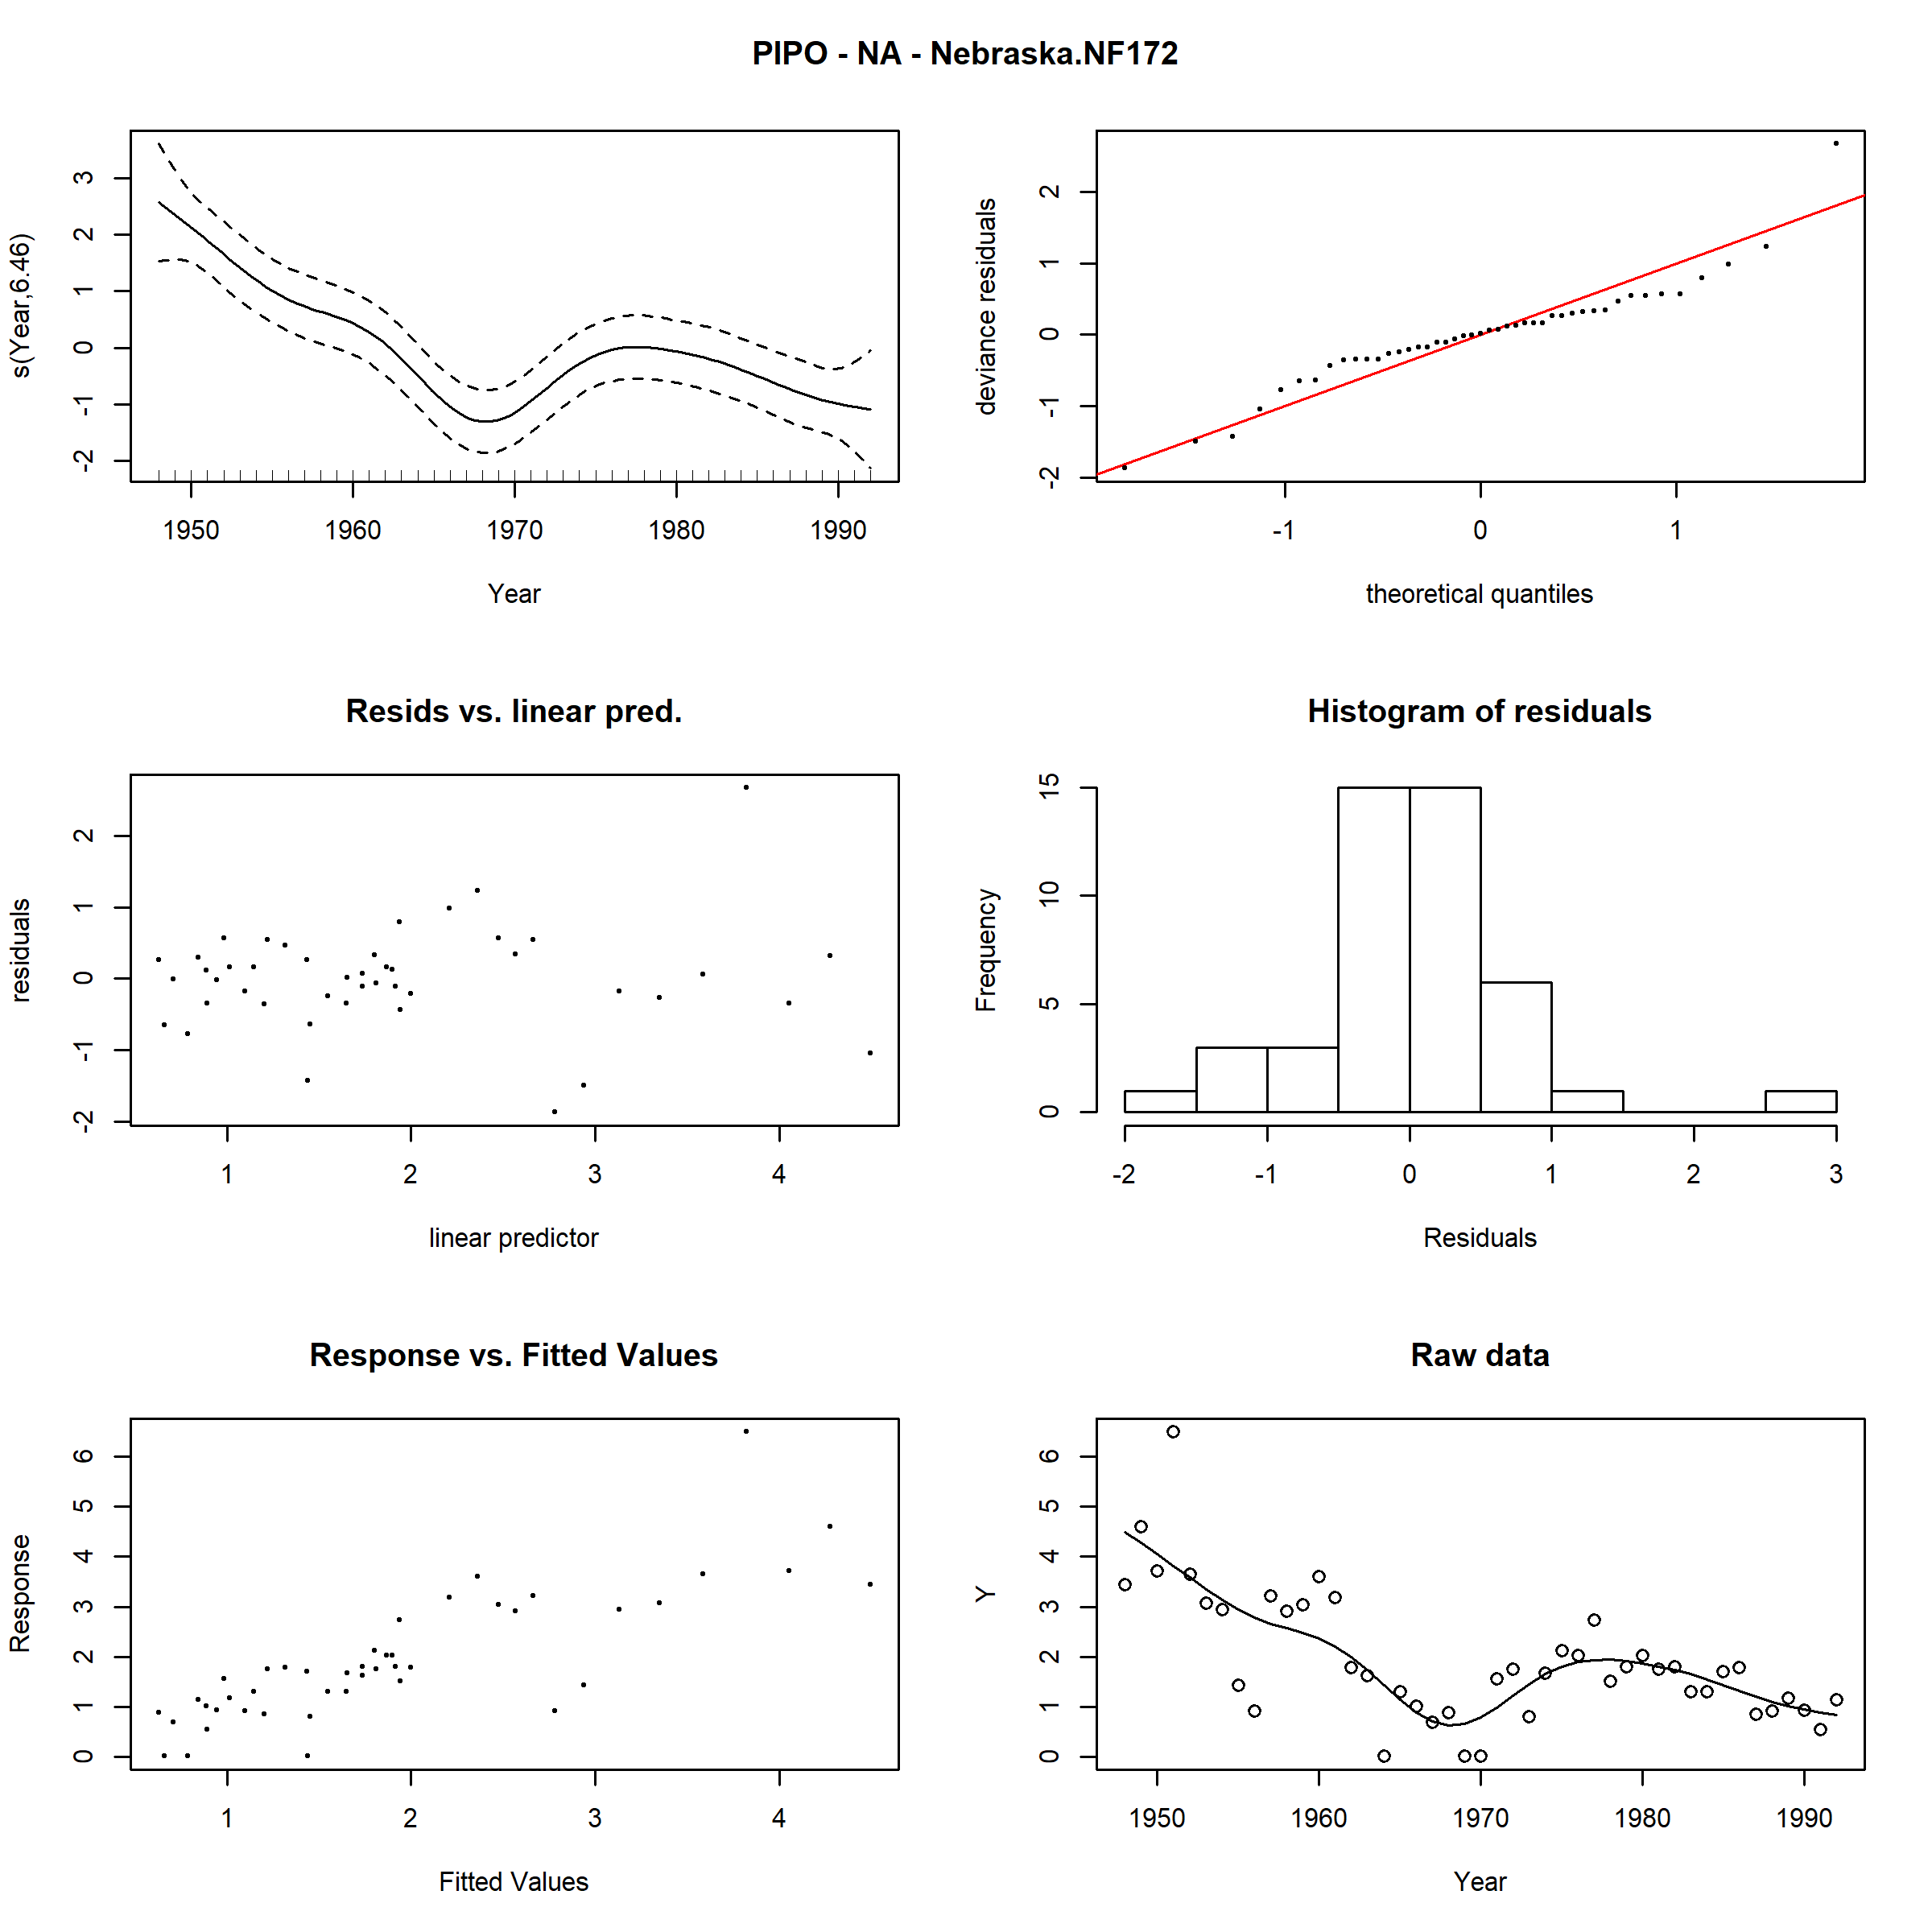 PIPO - NA - Nebraska.NF172
s(Year,6.46)
3
2
1
0
-1
-2
1950 1960 1970 1980 1990
Year
deviance residuals
2
1
0
-1
-2
-1 0 1
theoretical quantiles
Resids vs. linear pred.
residuals
2
1
0
-1
-2
1 2 3 4
linear predictor
Histogram of residuals
Frequency
15
10
5
0
-2 -1 0 1 2 3
Residuals
Response vs. Fitted Values
Response
6
5
4
3
2
1
0
1 2 3 4
Fitted Values
Raw data
Y
6
5
4
3
2
1
0
1950 1960 1970 1980 1990
Year